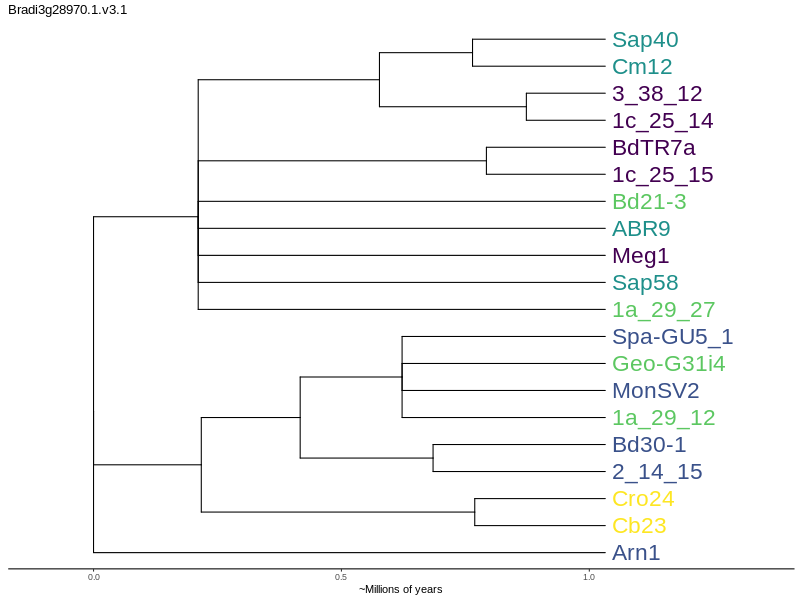 Bradi3g28970.1.v3.1
Sap40
Cm12
3_38_12
1c_25_14
BdTR7a
1c_25_15
Bd21-3
ABR9
Meg1
Sap58
1a_29_27
Spa-GU5_1
Geo-G31i4
MonSV2
1a_29_12
Bd30-1
2_14_15
Cro24
Cb23
Arn1
0.0 0.5 1.0
~Millions of years